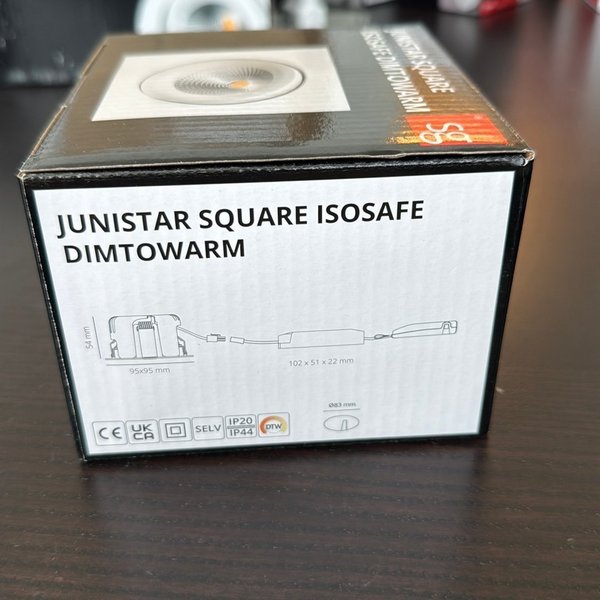 JUNISTAR SQUARE
ISOSAFE DIMTOWARM
sg
JUNISTAR SQUARE ISOSAFE
DIMTOWARM
54 mm
95x95 mm
102 x 51 x 22 mm
Ø83 mm
CE
UK
CA
SELV
IP20
IP44
DTW